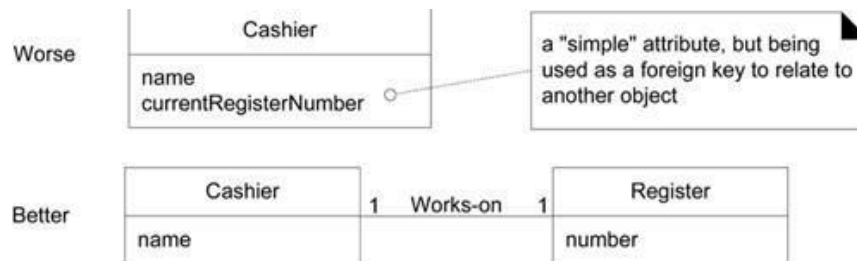 Cashier
Worse
name
currentRegisterNumber
a "simple" attribute, but being
used as a foreign key to relate to
another object
Better
Cashier
1 Works-on 1
Register
name
number